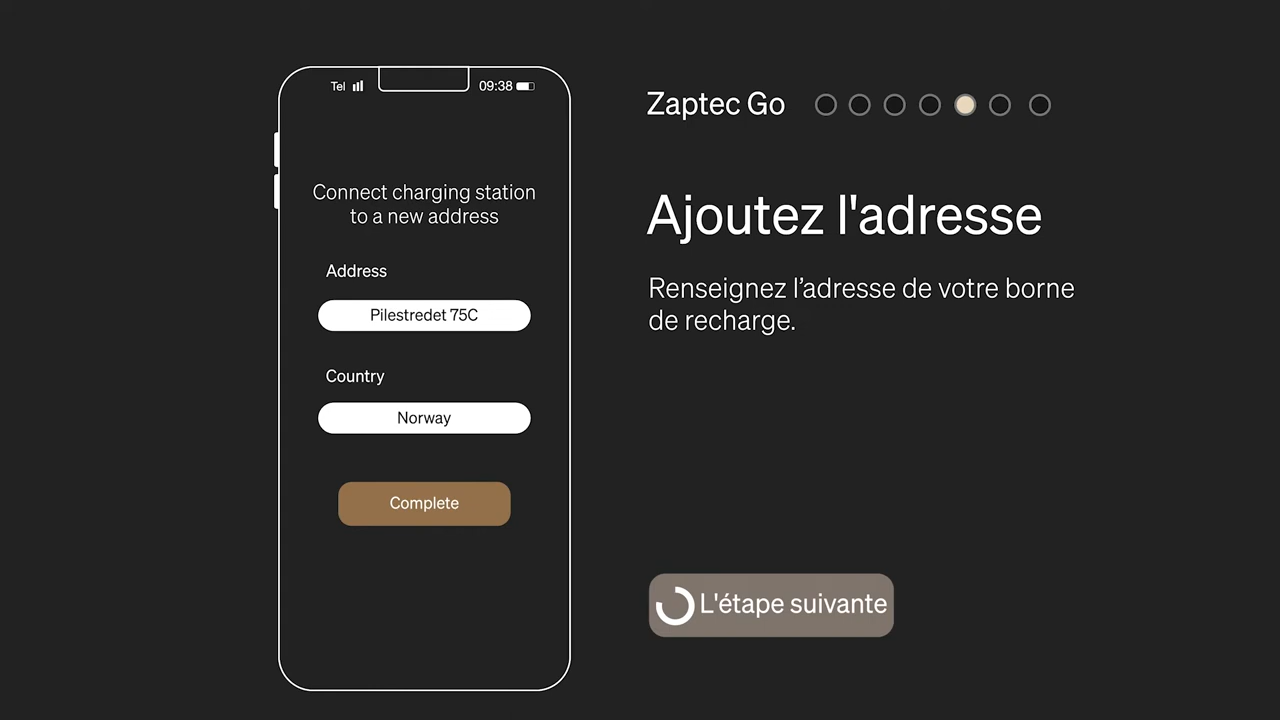 Tel
09:38
Connect charging station
to a new address
Address
Pilestredet 75C
Country
Norway
Complete
Zaptec Go
Ajoutez l'adresse
Renseignez l’adresse de votre borne
de recharge.
L'étape suivante